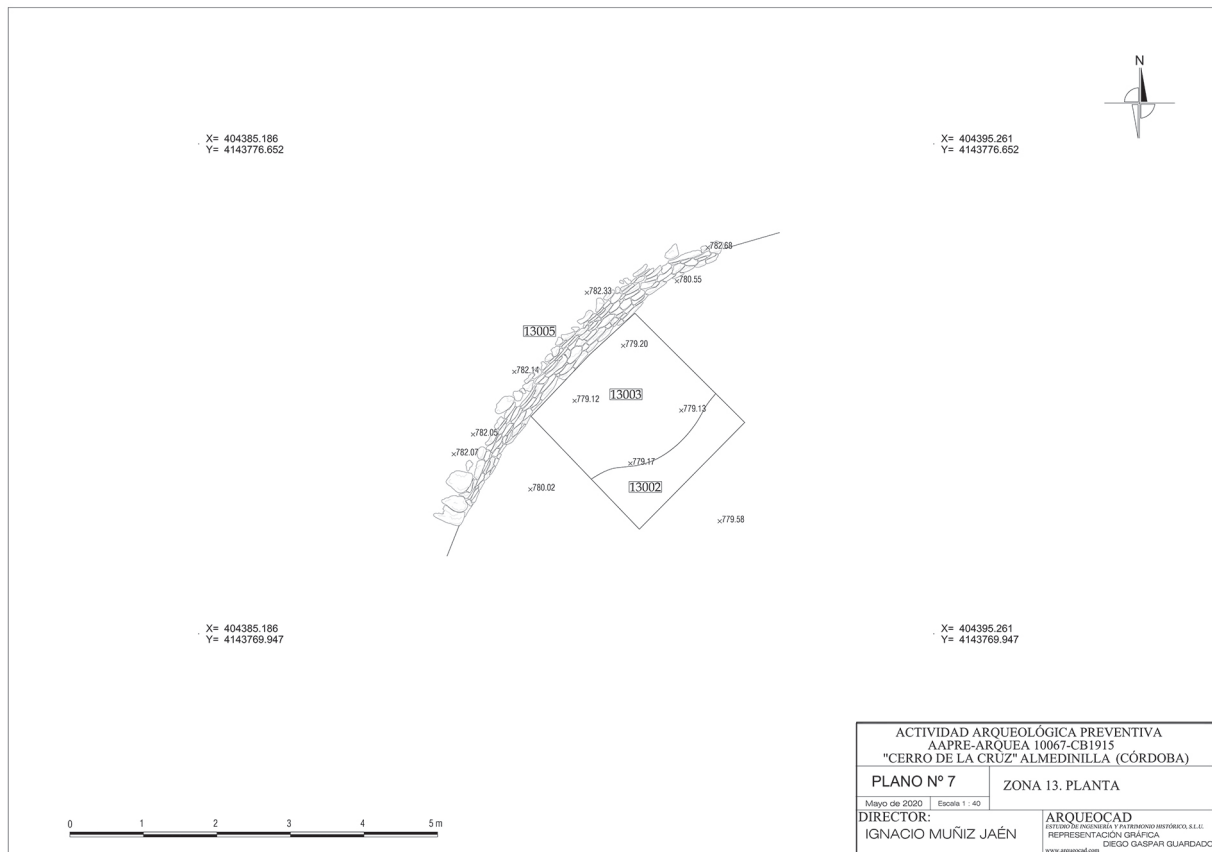 N
X= 404385.186
Y= 4143776.652
X= 404395.261
Y= 4143776.652
×782.68
×780.55
×782.33
13005
×779.20
×782.14
×779.12
13003
×779.13
×782.05
×782.07
×779.17
×780.02
13002
×779.58
X= 404385.186
Y= 4143769.947
X= 404395.261
Y= 4143769.947
0 1 2 3 4 5 m
ACTIVIDAD ARQUEOLÓGICA PREVENTIVA
AAPRE-ARQUEA 10067-CB1915
"CERRO DE LA CRUZ" ALMEDINILLA (CÓRDOBA)
PLANO Nº 7
ZONA 13. PLANTA
Mayo de 2020
Escala 1 : 40
DIRECTOR:
IGNACIO MUÑIZ JAÉN
ARQUEOCAD
ESTUDIO DE INGENIERÍA Y PATRIMONIO HISTÓRICO, S.L.U.
REPRESENTACIÓN GRÁFICA
DIEGO GASPAR GUARDADO
www.arqueocad.com